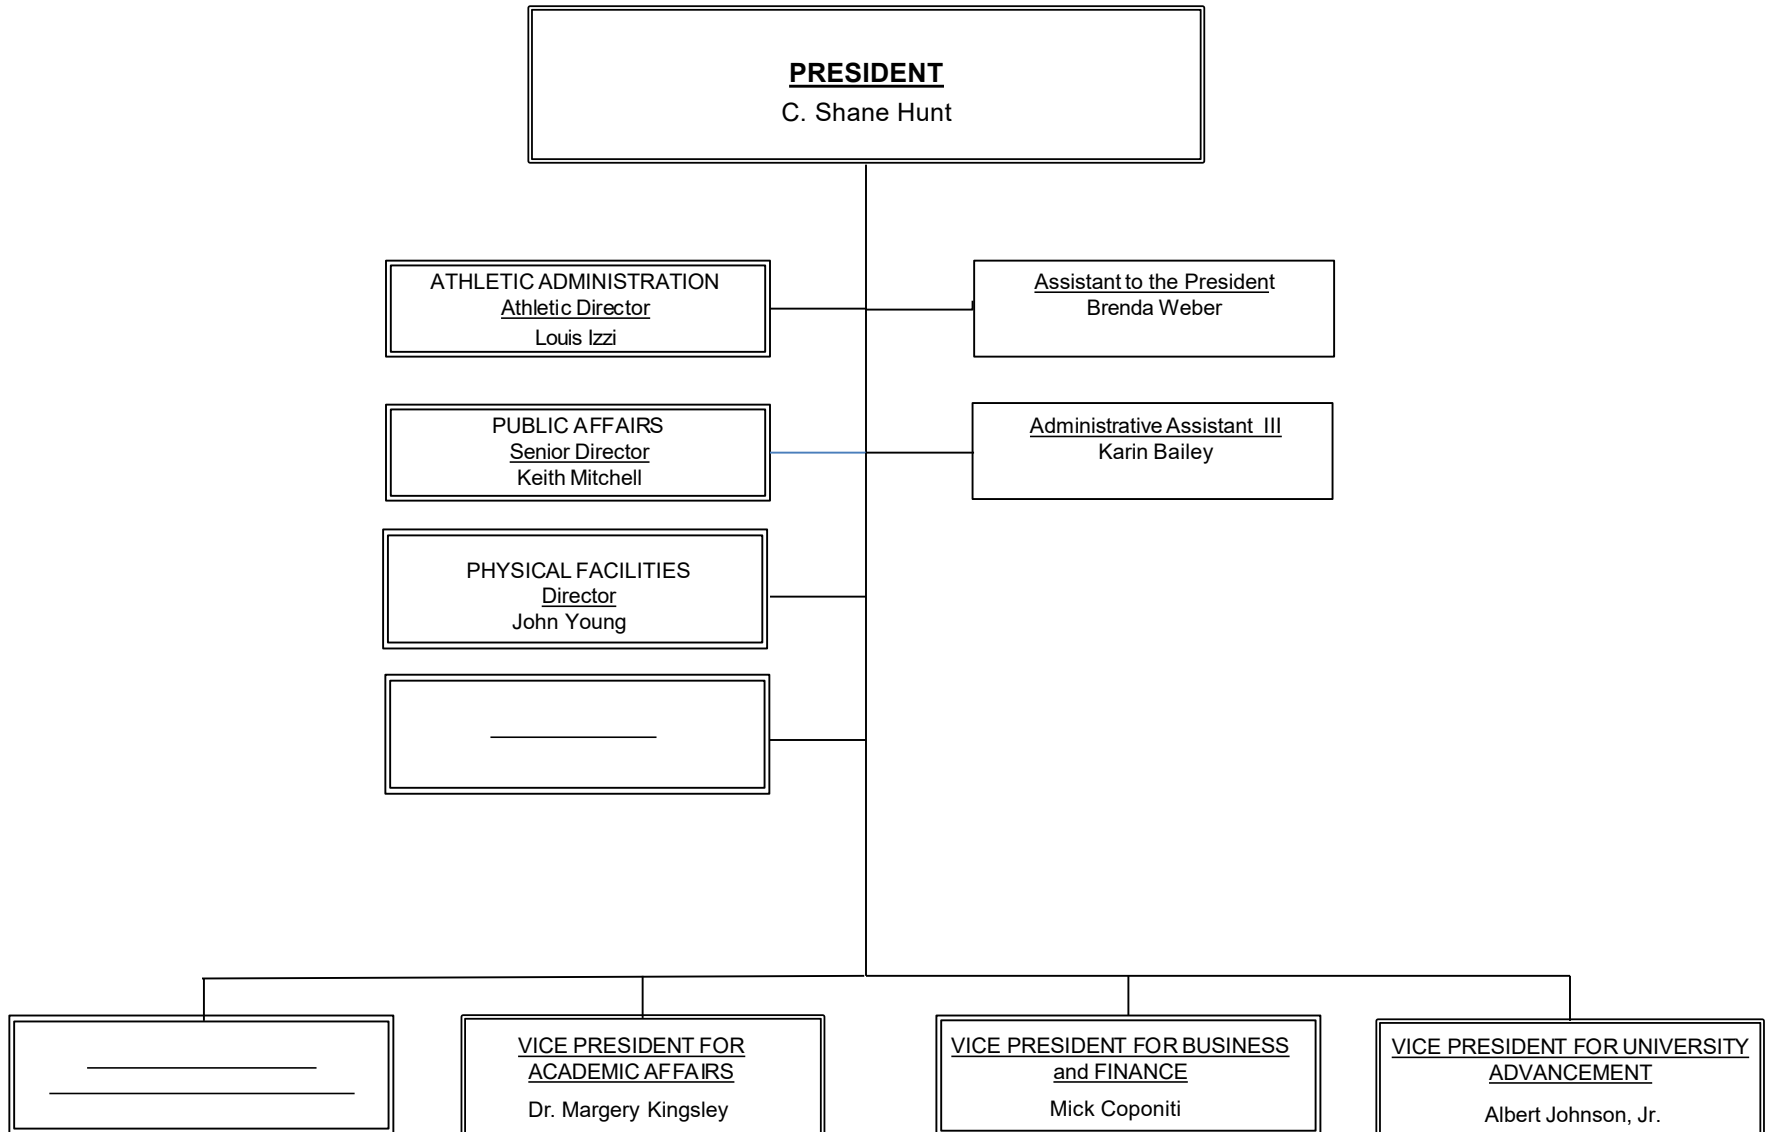 PRESIDENT
C. Shane Hunt
ATHLETIC ADMINISTRATION
Athletic Director
Louis Izzi
Assistant to the President
Brenda Weber
PUBLIC AFFAIRS
Senior Director
Keith Mitchell
Administrative Assistant III
Karin Bailey
PHYSICAL FACILITIES
Director
John Young
VICE PRESIDENT FOR
ACADEMIC AFFAIRS
Dr. Margery Kingsley
VICE PRESIDENT FOR BUSINESS
and FINANCE
Mick Coponiti
VICE PRESIDENT FOR UNIVERSITY
ADVANCEMENT
Albert Johnson, Jr.